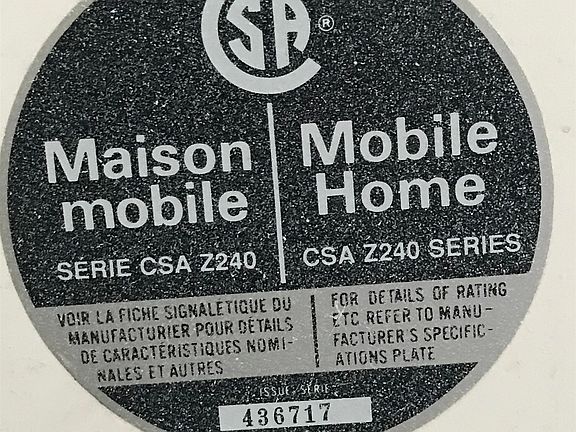 CSA ®
Maison
mobile
SÉRIE CSA Z240
Mobile
Home
CSA Z240 SERIES
VOIR LA FICHE SIGNALETIQUE DU
MANUFACTURIER POUR DÉTAILS
DE CARACTÉRISTIQUES NOMI-
NALES ET AUTRES
FOR DETAILS OF RATING
ETC REFER TO MANU-
FACTURER'S SPECIFIC-
ATIONS PLATE
ISSUE SÉRIE
436717